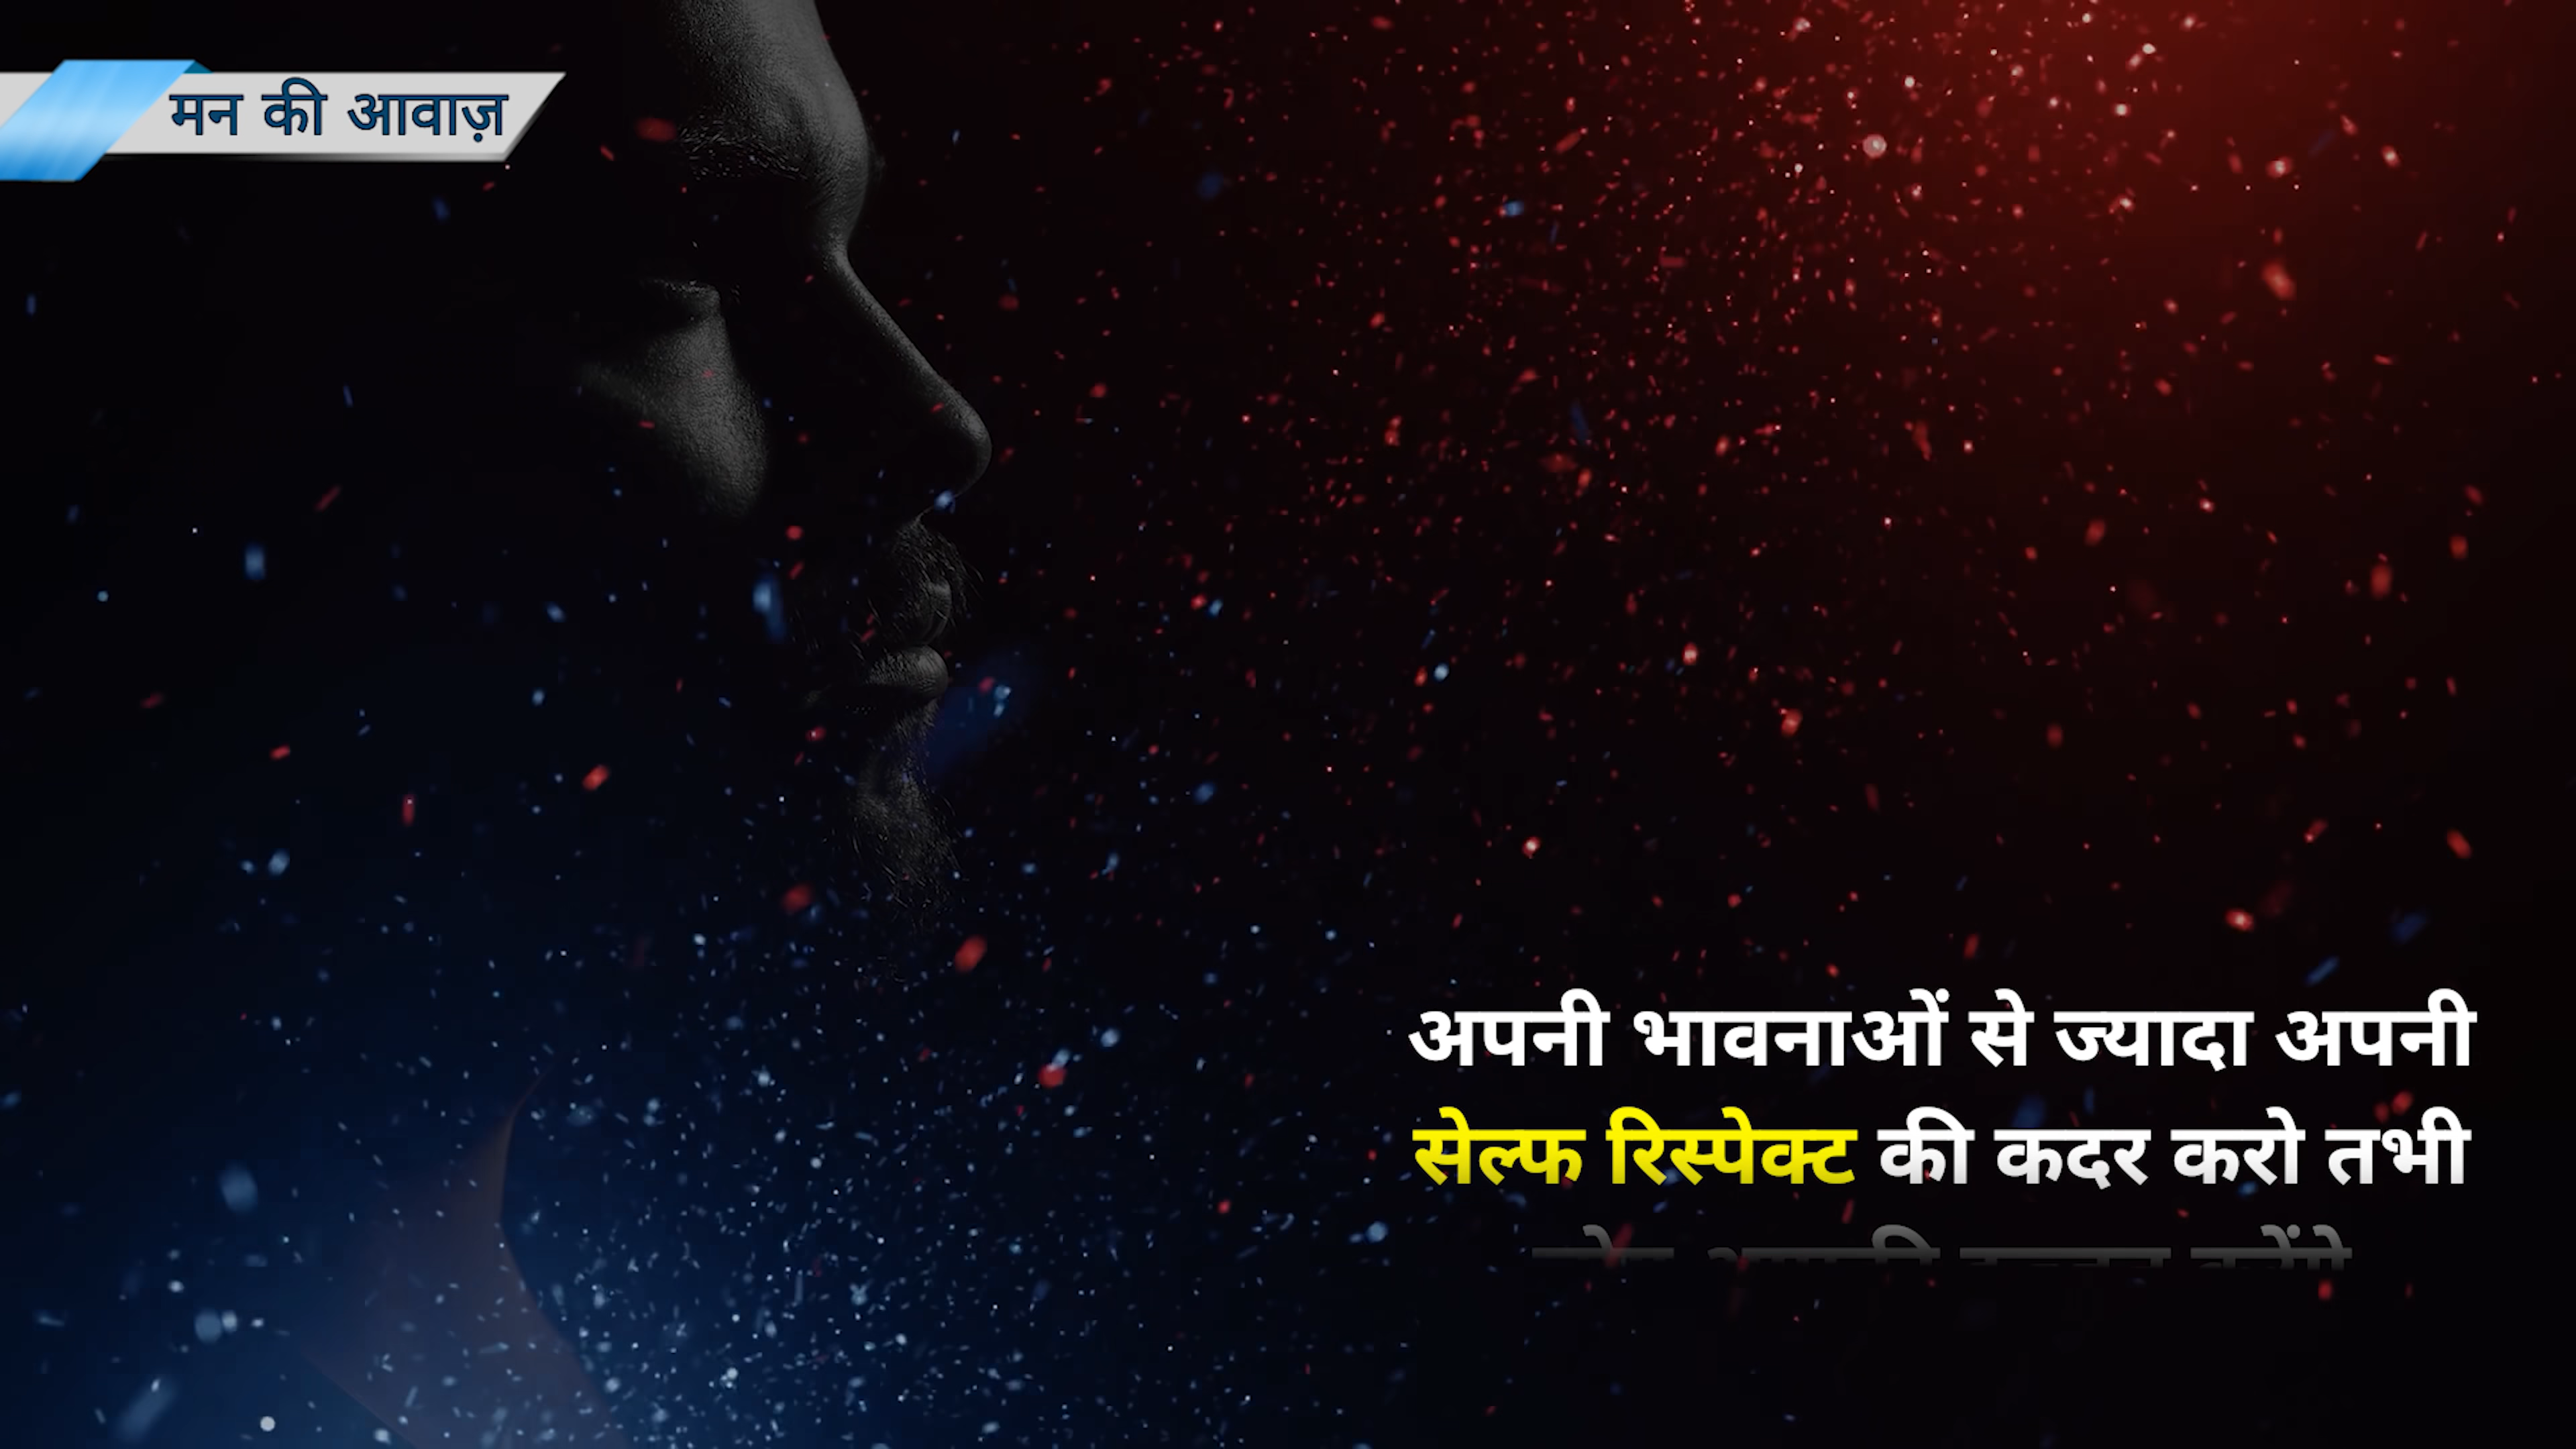 मन की आवाज़
अपनी भावनाओं से ज्यादा अपनी
सेल्फ रिस्पेक्ट की कदर करो तभी